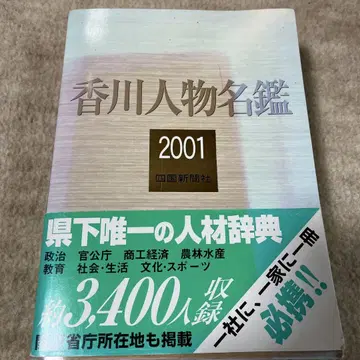 香川人物名鑑
2001
四国新聞社
県下唯一の人材辞典
政治 官公庁 商工経済 農林水産
教育 社会・生活 文化・スポーツ
約3,400人収録
省庁所在地も掲載
一社に、一家に一冊
必携!!